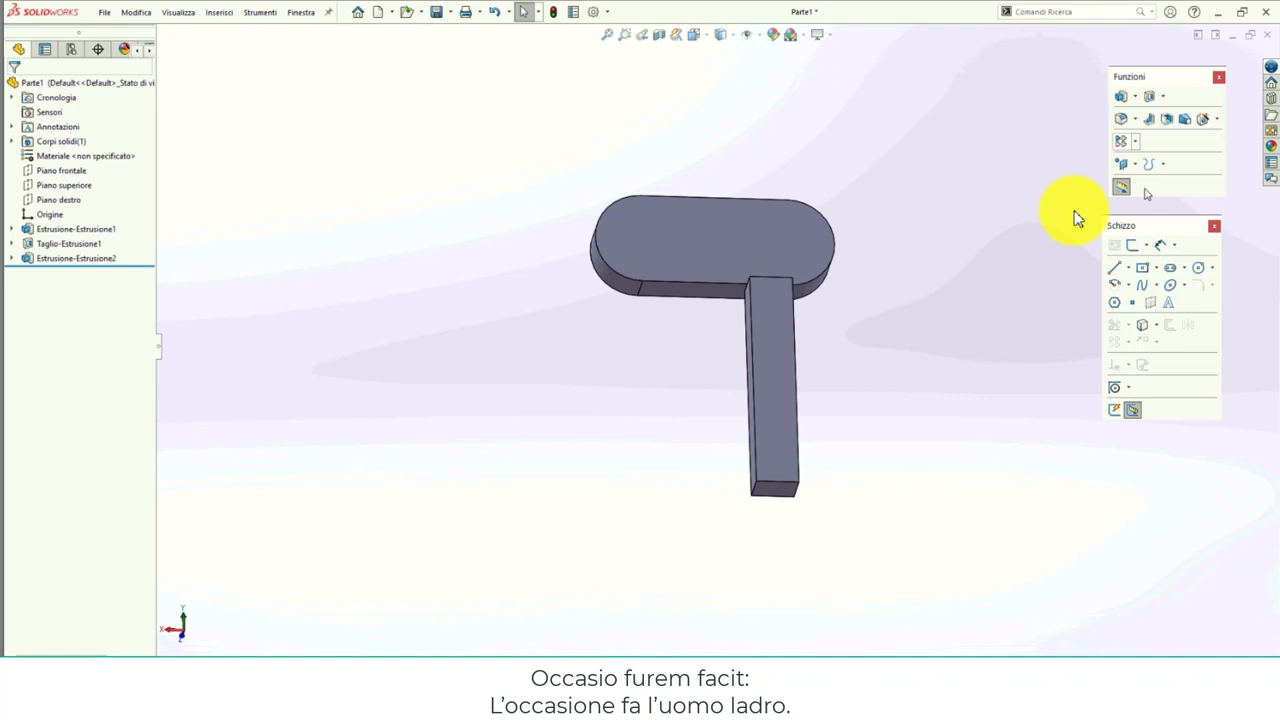 SOLIDWORKS File Modifica Visualizza Inserisci Strumenti Finestra Parte1 * Comandi Ricerca
Parte1 (Default<<Default>_Stato di vi
Cronologia
Sensori
Annotazioni
Corpi solidi(1)
Materiale <non specificato>
Piano frontale
Piano superiore
Piano destro
Origine
Estrusione-Estrusione1
Taglio-Estrusione1
Estrusione-Estrusione2
Funzioni
Schizzo
Y
X
Z
Occasio furem facit:
L'occasione fa l'uomo ladro.